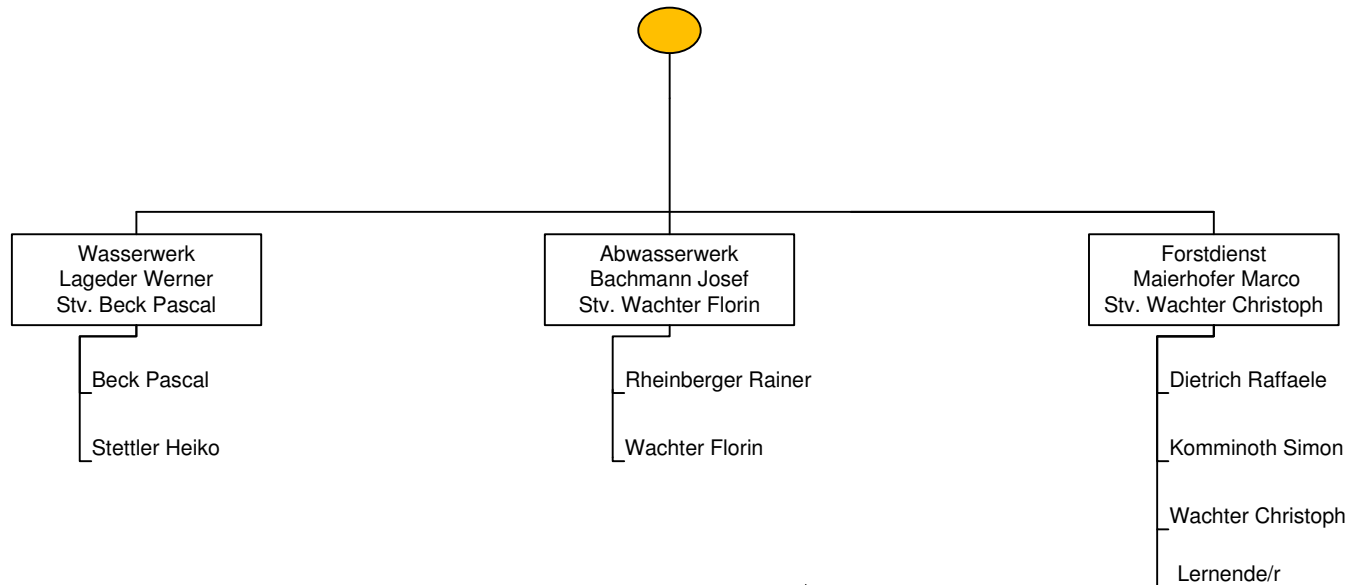 Wasserwerk
Lageder Werner
Stv. Beck Pascal
Beck Pascal
Stettler Heiko
Abwasserwerk
Bachmann Josef
Stv. Wachter Florin
Rheinberger Rainer
Wachter Florin
Forstdienst
Maierhofer Marco
Stv. Wachter Christoph
Dietrich Raffaele
Komminoth Simon
Wachter Christoph
Lernende/r